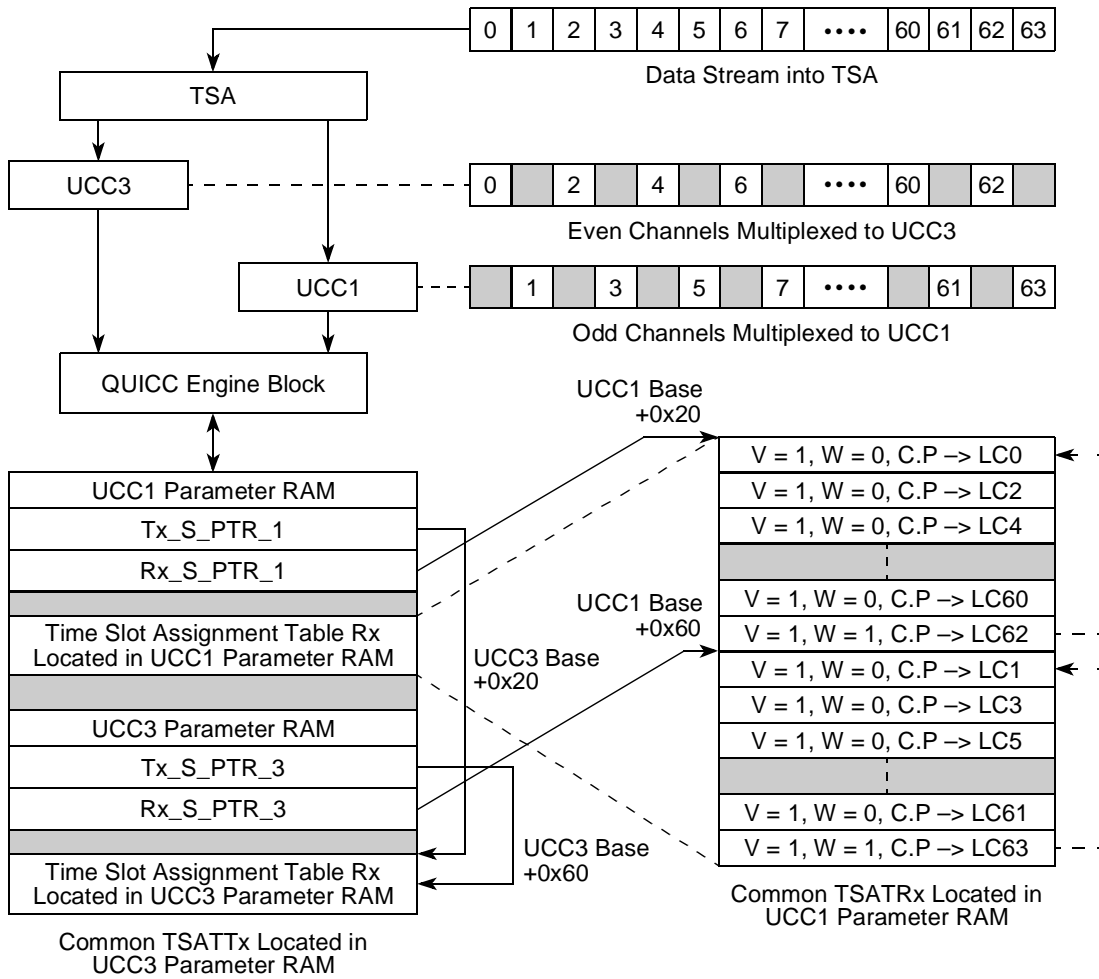 0 1 2 3 4 5 6 7 •••• 60 61 62 63
Data Stream into TSA
TSA
UCC3
0 2 4 6 •••• 60 62
Even Channels Multiplexed to UCC3
UCC1
1 3 5 7 •••• 61 63
Odd Channels Multiplexed to UCC1
QUICC Engine Block
UCC1 Base
+0x20
UCC1 Parameter RAM
Tx_S_PTR_1
Rx_S_PTR_1
Time Slot Assignment Table Rx
Located in UCC1 Parameter RAM
UCC3 Parameter RAM
Tx_S_PTR_3
Rx_S_PTR_3
Time Slot Assignment Table Rx
Located in UCC3 Parameter RAM
Common TSATTx Located in
UCC3 Parameter RAM
UCC3 Base
+0x20
UCC3 Base
+0x60
UCC1 Base
+0x60
V = 1, W = 0, C.P –> LC0
V = 1, W = 0, C.P –> LC2
V = 1, W = 0, C.P –> LC4
V = 1, W = 0, C.P –> LC60
V = 1, W = 1, C.P –> LC62
V = 1, W = 0, C.P –> LC1
V = 1, W = 0, C.P –> LC3
V = 1, W = 0, C.P –> LC5
V = 1, W = 0, C.P –> LC61
V = 1, W = 1, C.P –> LC63
Common TSATRx Located in
UCC1 Parameter RAM